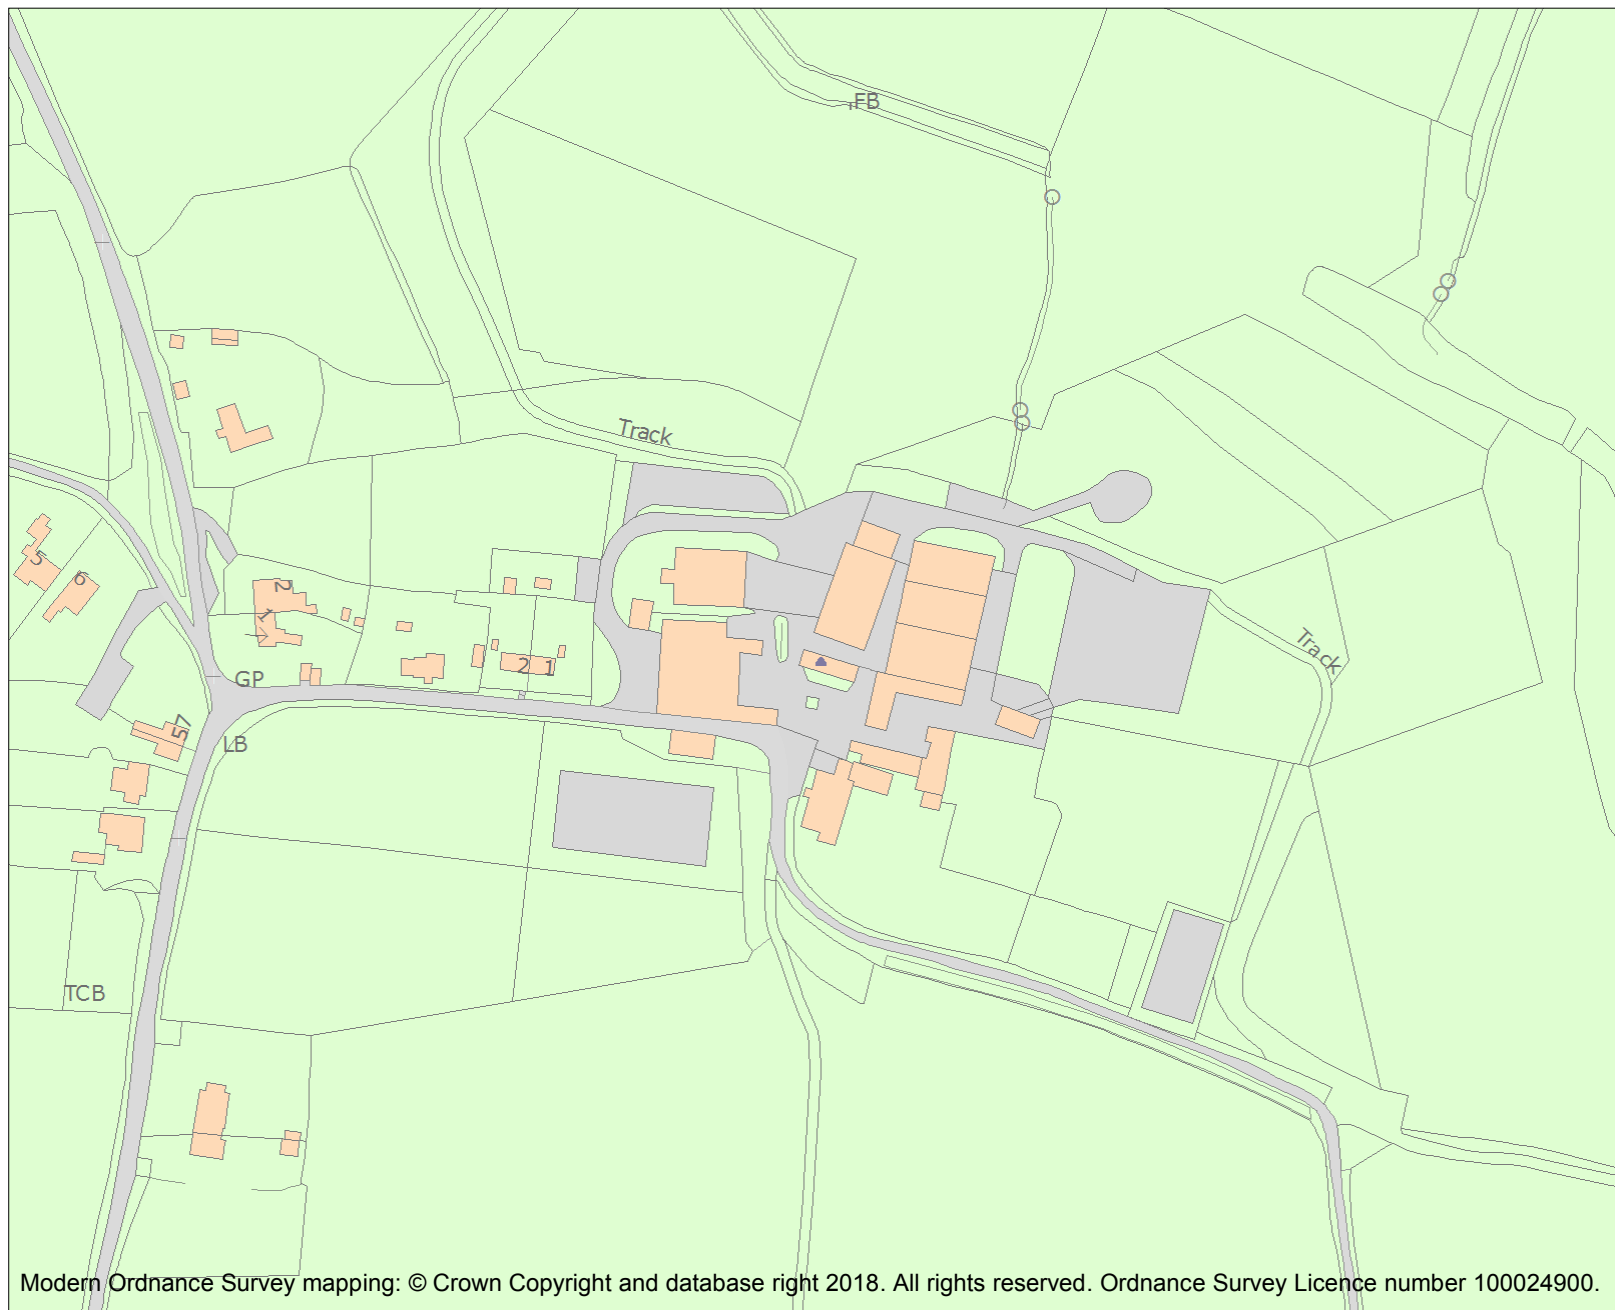 FB
Track
5
6
2
1
Track
2 1
GP
57
LB
TCB
Modern Ordnance Survey mapping: © Crown Copyright and database right 2018. All rights reserved. Ordnance Survey Licence number 100024900.